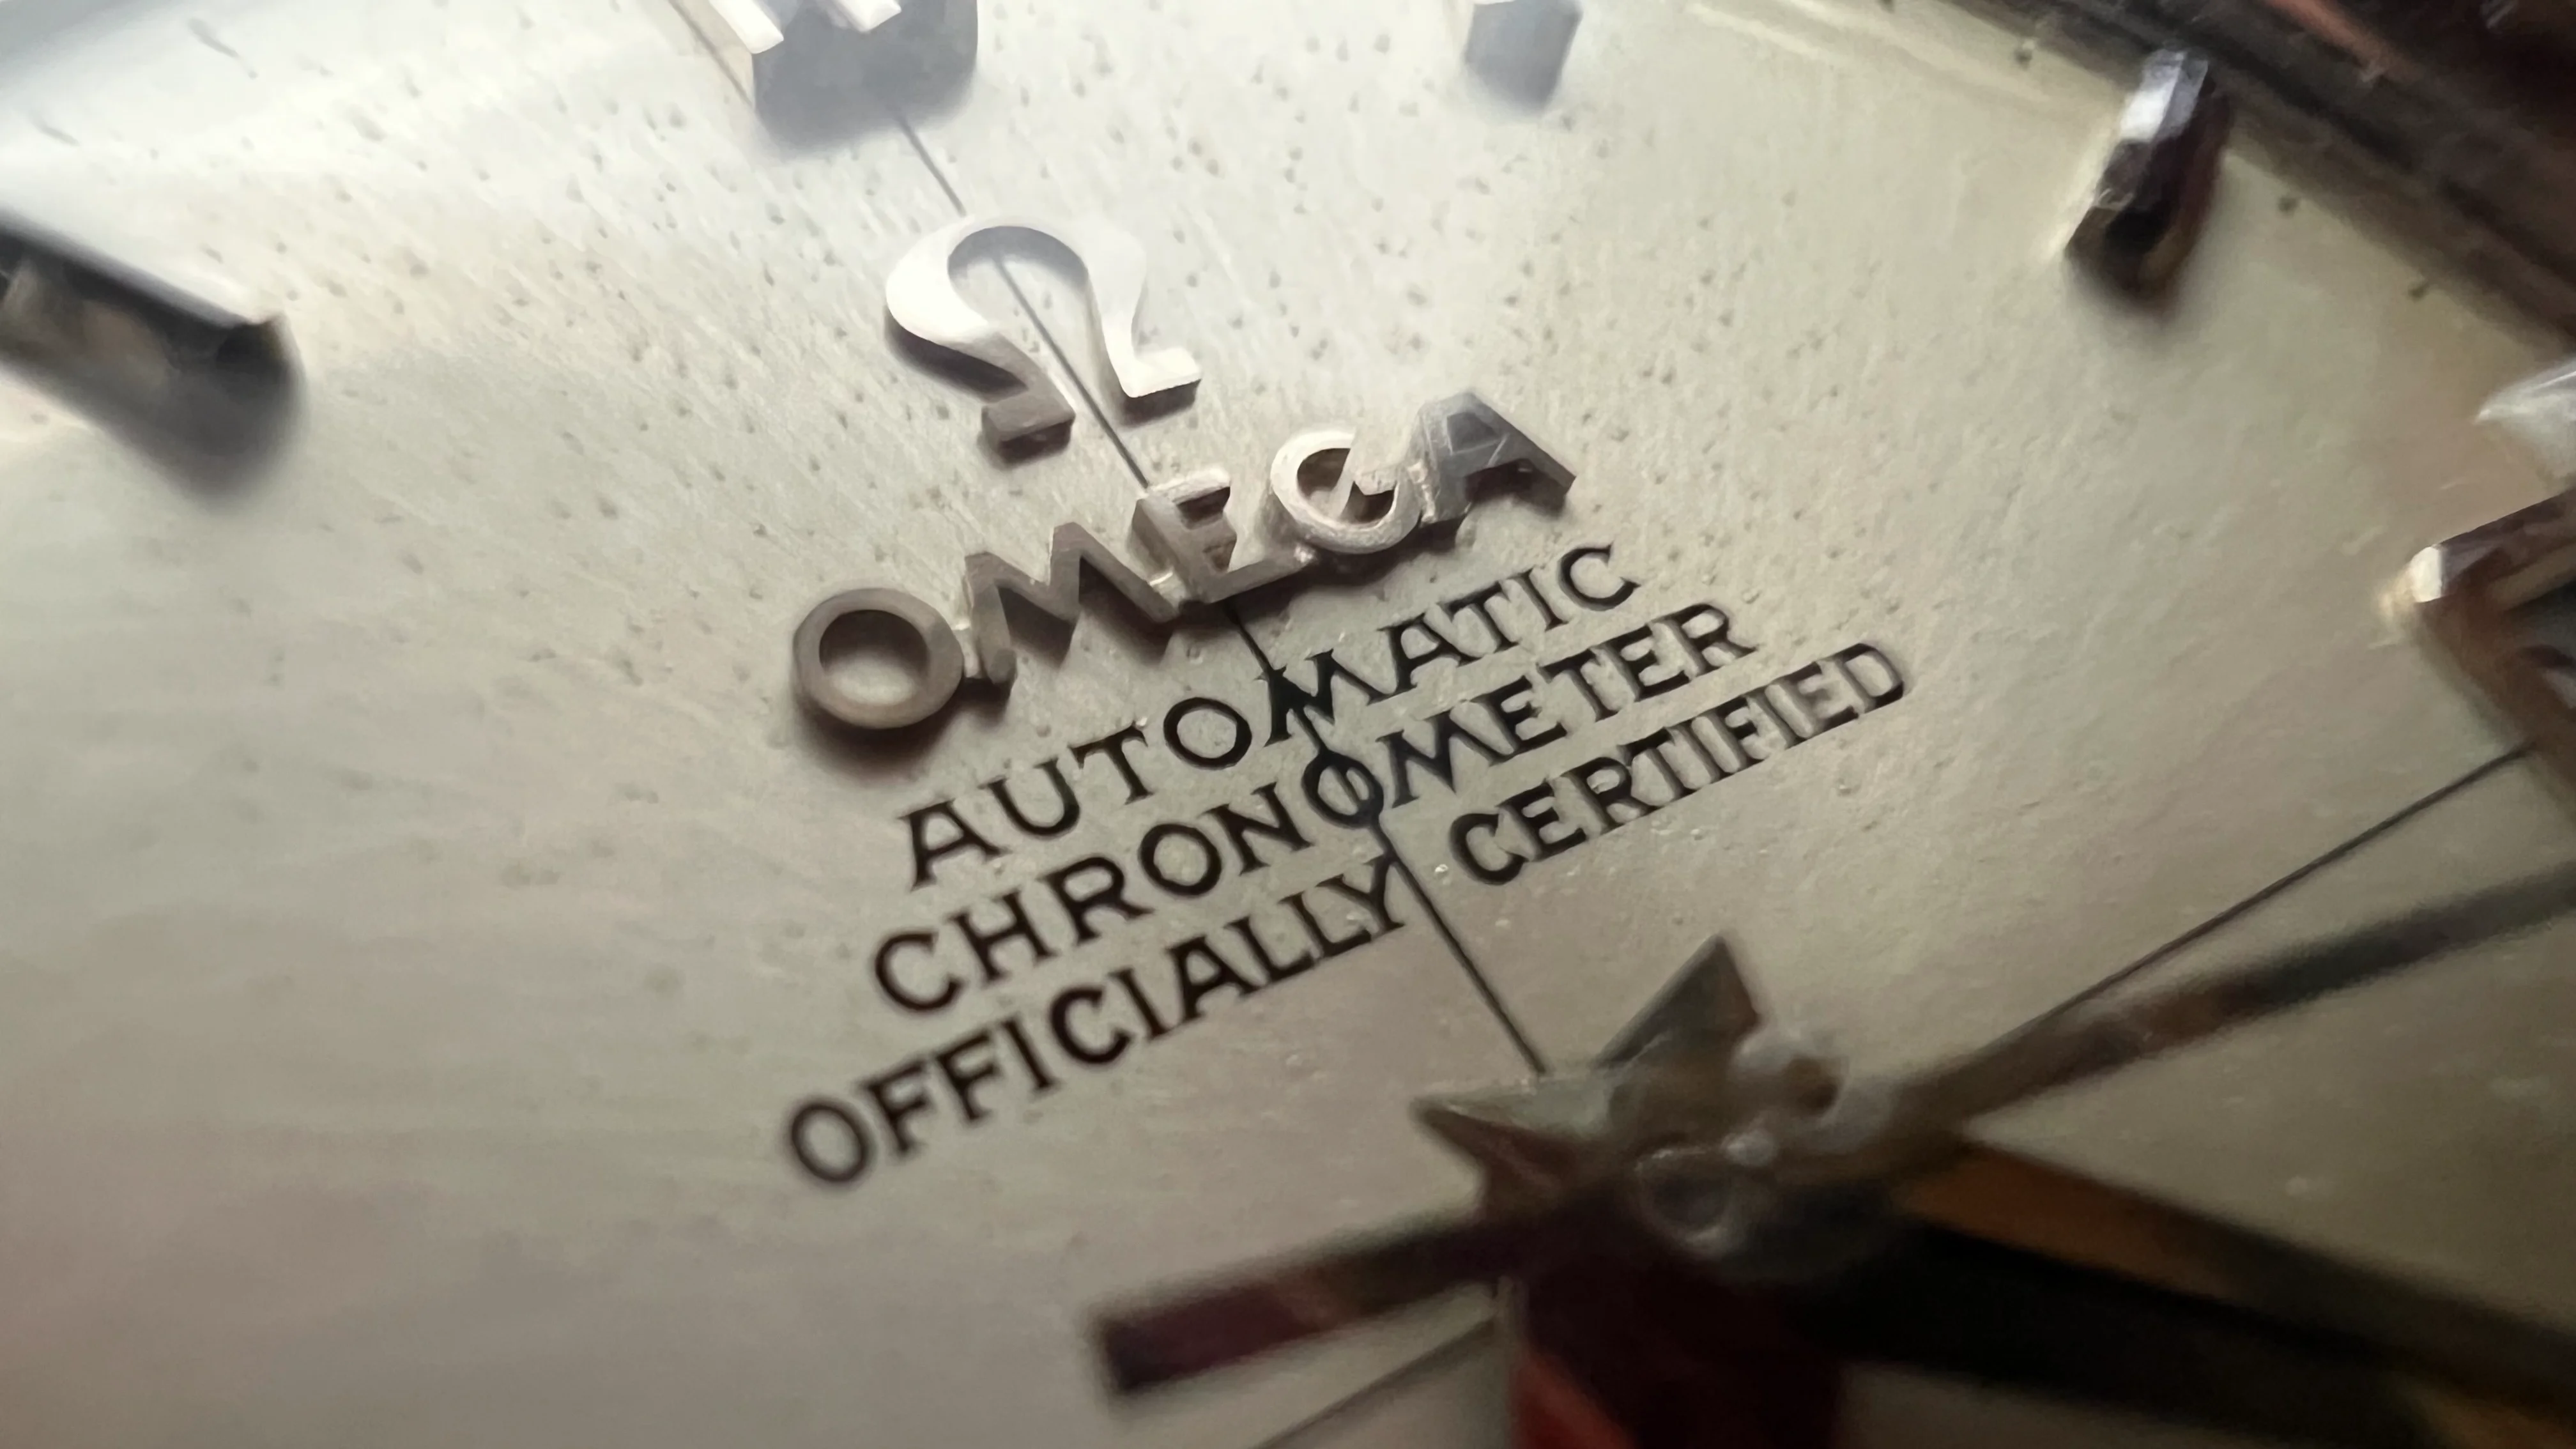 Ω
OMEGA
AUTOMATIC
CHRONOMETER
OFFICIALLY CERTIFIED